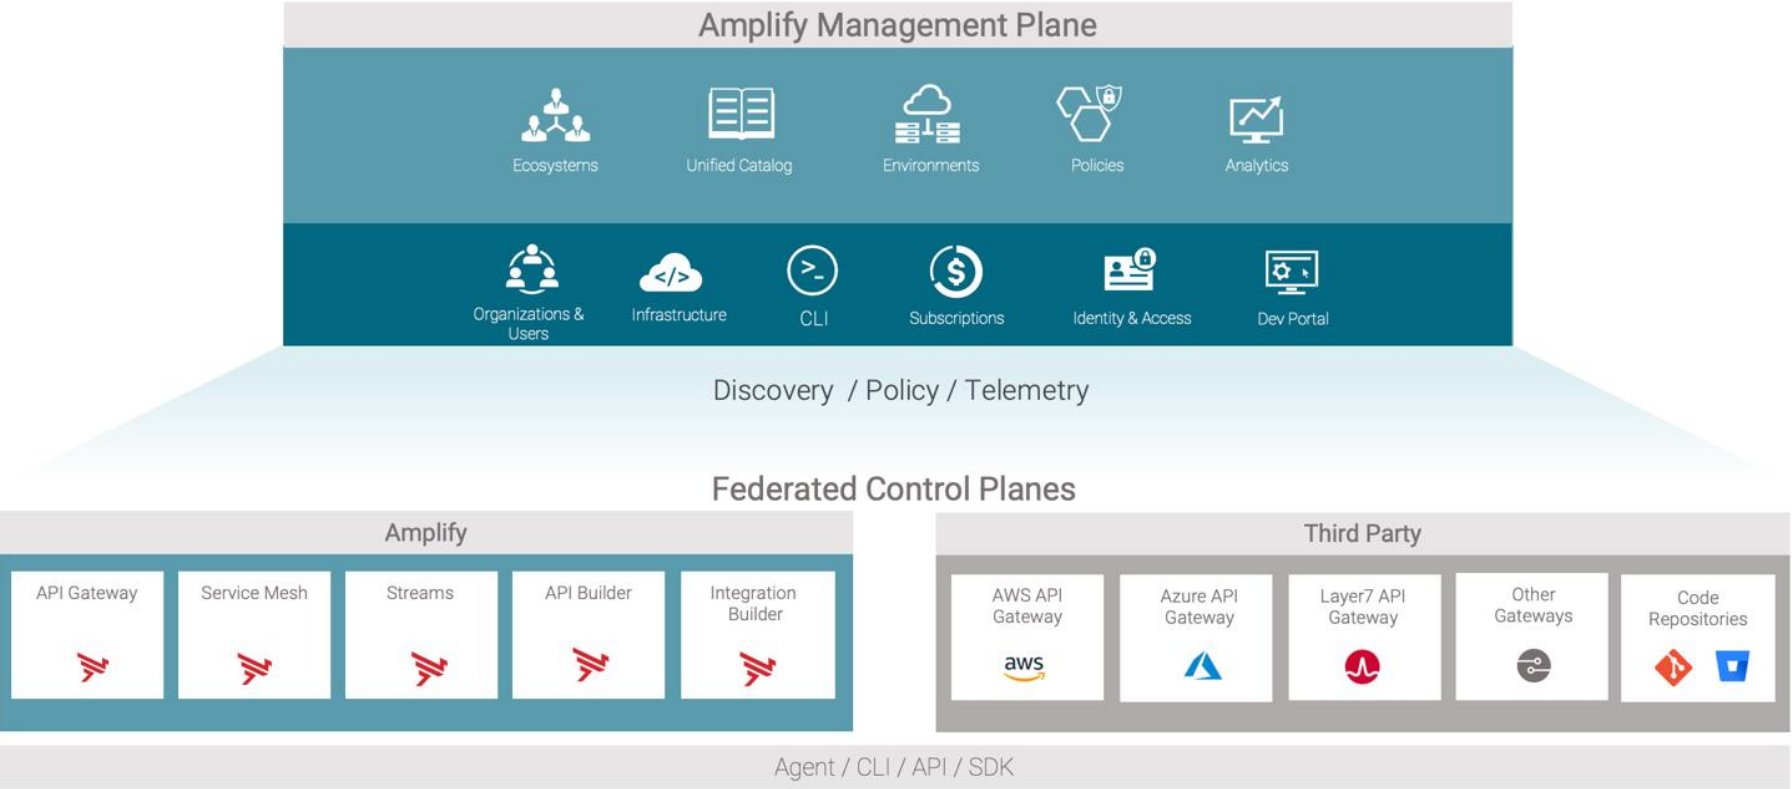 Amplify Management Plane
Ecosystems
Unified Catalog
Environments
Policies
Analytics
Organizations &
Users
Infrastructure
CLI
Subscriptions
Identity & Access
Dev Portal
Discovery / Policy / Telemetry
Federated Control Planes
Amplify
API Gateway
Service Mesh
Streams
API Builder
Integration
Builder
Third Party
AWS API
Gateway
aws
Azure API
Gateway
Layer7 API
Gateway
Other
Gateways
Code
Repositories
Agent / CLI / API / SDK